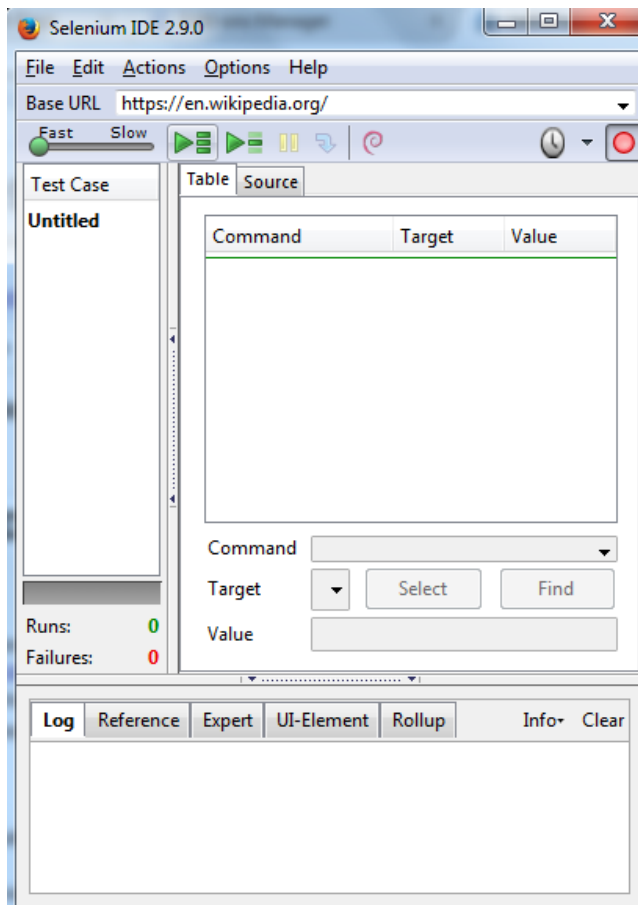 Selenium IDE 2.9.0
File Edit Actions Options Help
Base URL https://en.wikipedia.org/
Fast Slow
Test Case
Untitled
Table Source
Command Target Value
Command
Target Select Find
Value
Runs: 0
Failures: 0
Log Reference Expert UI-Element Rollup Info Clear